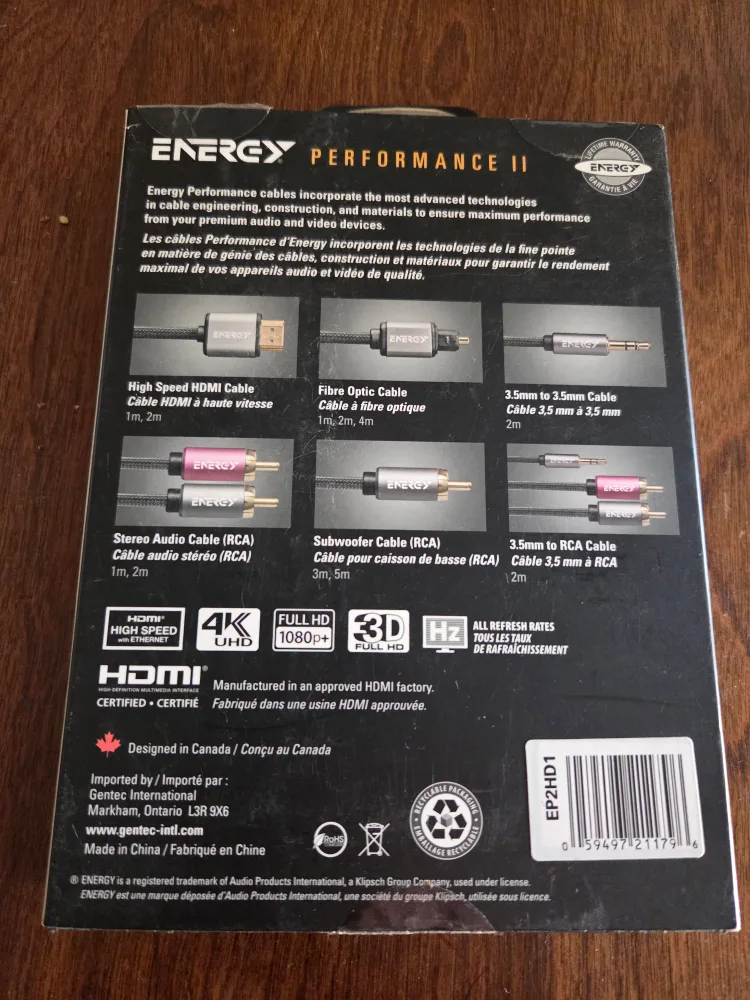 ENERGY PERFORMANCE II
LIFETIME WARRANTY
ENERGY
GARANTIE À VIE
Energy Performance cables incorporate the most advanced technologies
in cable engineering, construction, and materials to ensure maximum performance
from your premium audio and video devices.
Les câbles Performance d'Energy incorporent les technologies de la fine pointe
en matière de génie des câbles, construction et matériaux pour garantir le rendement
maximal de vos appareils audio et vidéo de qualité.
ENERGY
ENERGY
ENERGY
High Speed HDMI Cable
Câble HDMI à haute vitesse
1m, 2m
Fibre Optic Cable
Câble à fibre optique
1m, 2m, 4m
3.5mm to 3.5mm Cable
Câble 3,5 mm à 3,5 mm
2m
ENERGY
ENERGY
ENERGY
ENERGY
ENERGY
ENERGY
Stereo Audio Cable (RCA)
Câble audio stéréo (RCA)
1m, 2m
Subwoofer Cable (RCA)
Câble pour caisson de basse (RCA)
3m, 5m
3.5mm to RCA Cable
Câble 3,5 mm à RCA
2m
HDMI®
HIGH SPEED
with ETHERNET
4K
UHD
FULL HD
1080p+
3D
FULL HD
Hz
ALL REFRESH RATES
TOUS LES TAUX
DE RAFRAÎCHISSEMENT
HDMI®
HIGH-DEFINITION MULTIMEDIA INTERFACE
CERTIFIED • CERTIFIÉ
Manufactured in an approved HDMI factory.
Fabriqué dans une usine HDMI approuvée.
Designed in Canada / Conçu au Canada
Imported by / Importé par :
Gentec International
Markham, Ontario L3R 9X6
www.gentec-intl.com
Made in China / Fabriqué en Chine
RoHS
RECYCLABLE PACKAGING
EMBALLAGE RECYCLABLE
EP2HD1
0 59497 21179 6
® ENERGY is a registered trademark of Audio Products International, a Klipsch Group Company, used under license.
ENERGY est une marque déposée d'Audio Products International, une société du groupe Klipsch, utilisée sous licence.